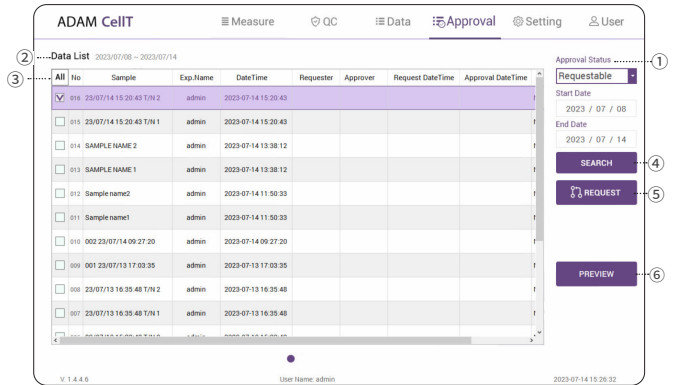 ADAM CellT Measure QC Data Approval Setting User
② Data List 2023/07/08 ~ 2023/07/14
Approval Status ①
③ All No Sample Exp.Name DateTime Requester Approver Request DateTime Approval DateTime
Requestable
016 23/07/14 15:20:43 T/N 2 admin 2023-07-14 15:20:43
Start Date
2023 / 07 / 08
015 23/07/14 15:20:43 T/N 1 admin 2023-07-14 15:20:43
End Date
2023 / 07 / 14
014 SAMPLE NAME 2 admin 2023-07-14 13:38:12
013 SAMPLE NAME 1 admin 2023-07-14 13:38:12
SEARCH ④
012 Sample name2 admin 2023-07-14 11:50:33
REQUEST ⑤
011 Sample name1 admin 2023-07-14 11:50:33
010 002 23/07/14 09:27:20 admin 2023-07-14 09:27:20
009 001 23/07/13 17:03:35 admin 2023-07-13 17:03:35
PREVIEW ⑥
008 23/07/13 16:35:48 T/N 2 admin 2023-07-13 16:35:48
007 23/07/13 16:35:48 T/N 1 admin 2023-07-13 16:35:48
V. 1.4.4.6 User Name: admin 2023-07-14 15:26:32